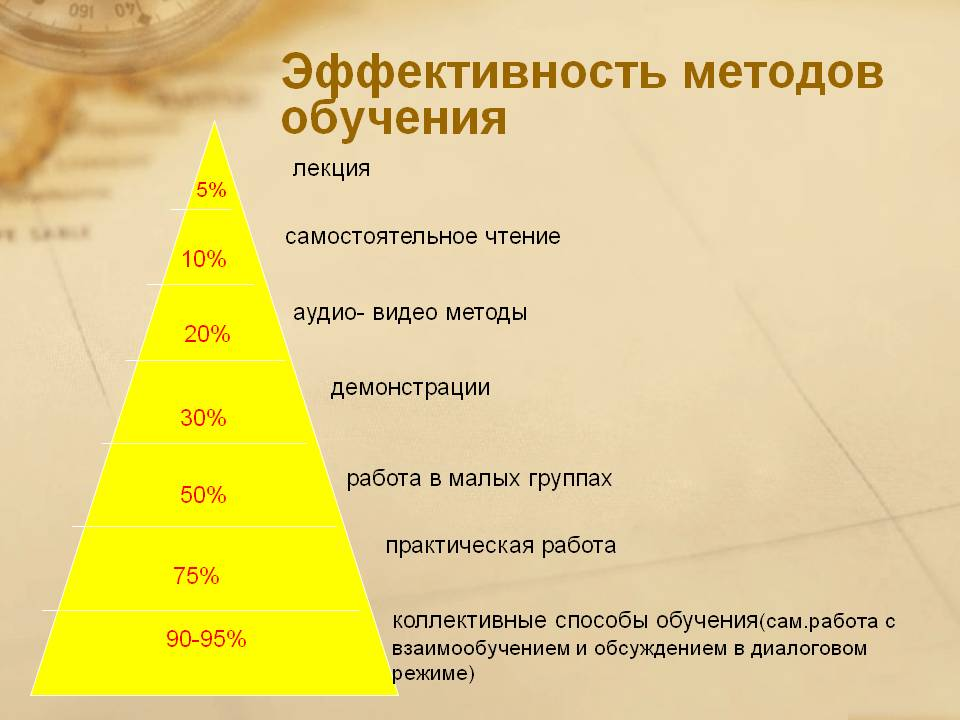 Эффективность методов
обучения
лекция
5%
самостоятельное чтение
10%
аудио- видео методы
20%
демонстрации
30%
работа в малых группах
50%
практическая работа
75%
коллективные способы обучения(сам.работа с
90-95%
взаимообучением и обсуждением в диалоговом
режиме)